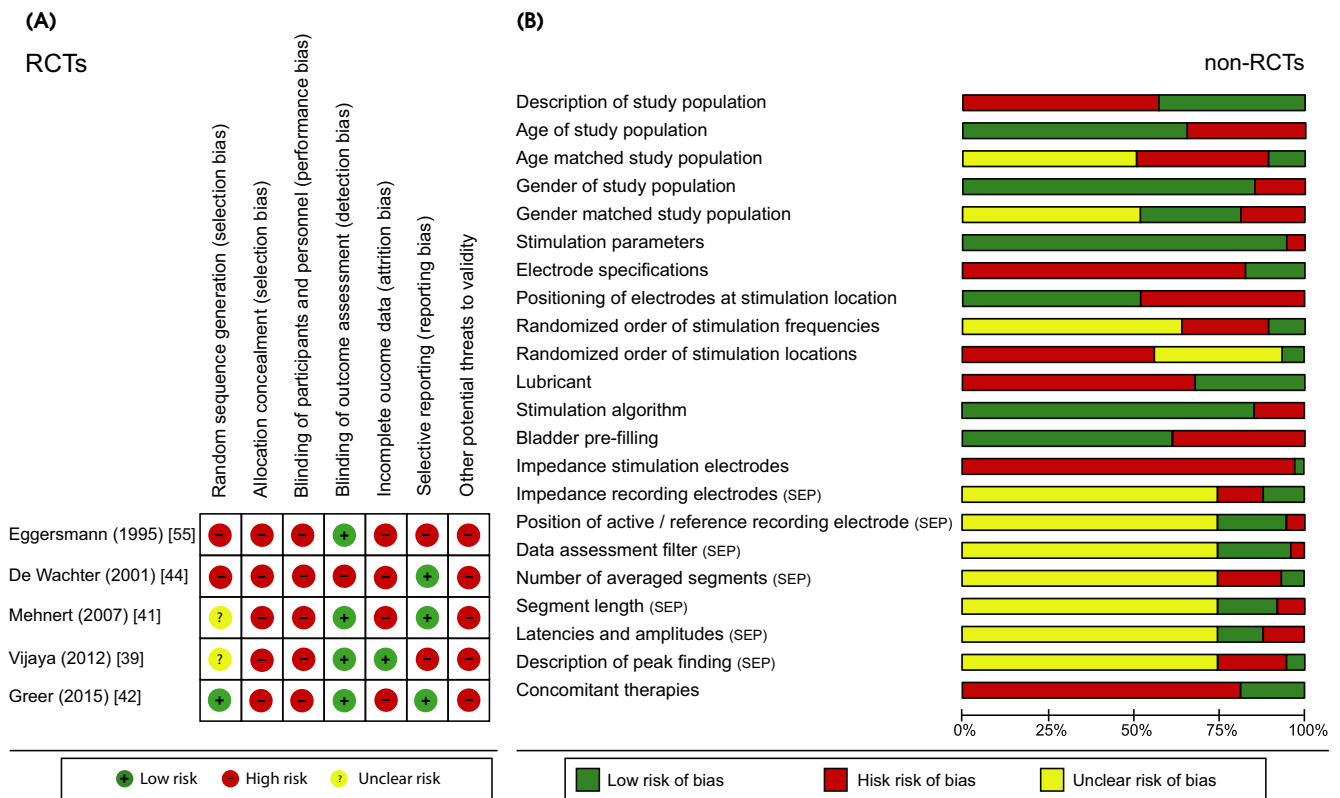 (A)
RCTs
Random sequence generation (selection bias)
Allocation concealment (selection bias)
Blinding of participants and personnel (performance bias)
Blinding of outcome assessment (detection bias)
Incomplete oucome data (attrition bias)
Selective reporting (reporting bias)
Other potential threats to validity
Eggersmann (1995) [55]
- - - + - - -
De Wachter (2001) [44]
- - - - - + -
Mehnert (2007) [41]
? - - + - + -
Vijaya (2012) [39]
? - - + + - -
Greer (2015) [42]
+ - - + - + -
+ Low risk - High risk ? Unclear risk
(B)
non-RCTs
Description of study population
Age of study population
Age matched study population
Gender of study population
Gender matched study population
Stimulation parameters
Electrode specifications
Positioning of electrodes at stimulation location
Randomized order of stimulation frequencies
Randomized order of stimulation locations
Lubricant
Stimulation algorithm
Bladder pre-filling
Impedance stimulation electrodes
Impedance recording electrodes (SEP)
Position of active / reference recording electrode (SEP)
Data assessment filter (SEP)
Number of averaged segments (SEP)
Segment length (SEP)
Latencies and amplitudes (SEP)
Description of peak finding (SEP)
Concomitant therapies
0% 25% 50% 75% 100%
Low risk of bias Hisk risk of bias Unclear risk of bias